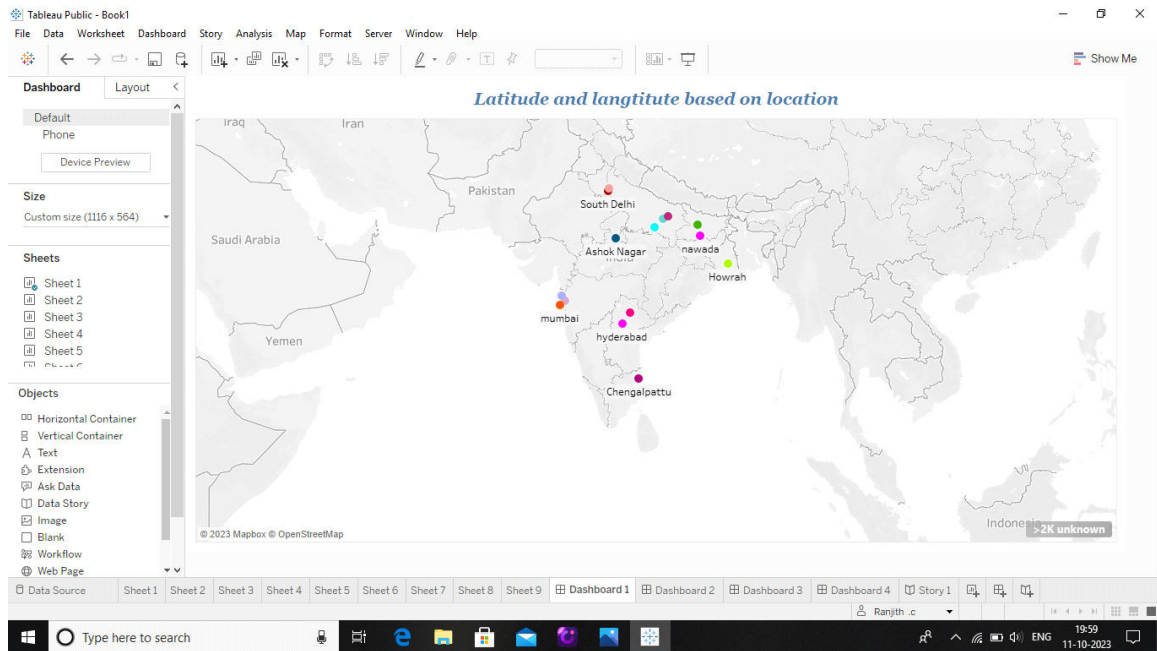 Tableau Public - Book1
File Data Worksheet Dashboard Story Analysis Map Format Server Window Help
Show Me
Dashboard Layout
Default
Phone
Device Preview
Size
Custom size (1116 x 564)
Sheets
Sheet 1
Sheet 2
Sheet 3
Sheet 4
Sheet 5
Objects
Horizontal Container
Vertical Container
Text
Extension
Ask Data
Data Story
Image
Blank
Workflow
Web Page
Latitude and langtitute based on location
Iraq
Iran
Pakistan
South Delhi
Saudi Arabia
Ashok Nagar
nawada
India
Howrah
mumbai
hyderabad
Yemen
Chengalpattu
Indonesia
>2K unknown
© 2023 Mapbox © OpenStreetMap
Data Source Sheet 1 Sheet 2 Sheet 3 Sheet 4 Sheet 5 Sheet 6 Sheet 7 Sheet 8 Sheet 9 Dashboard 1 Dashboard 2 Dashboard 3 Dashboard 4 Story 1
Ranjith .c
Type here to search
ENG
19:59
11-10-2023